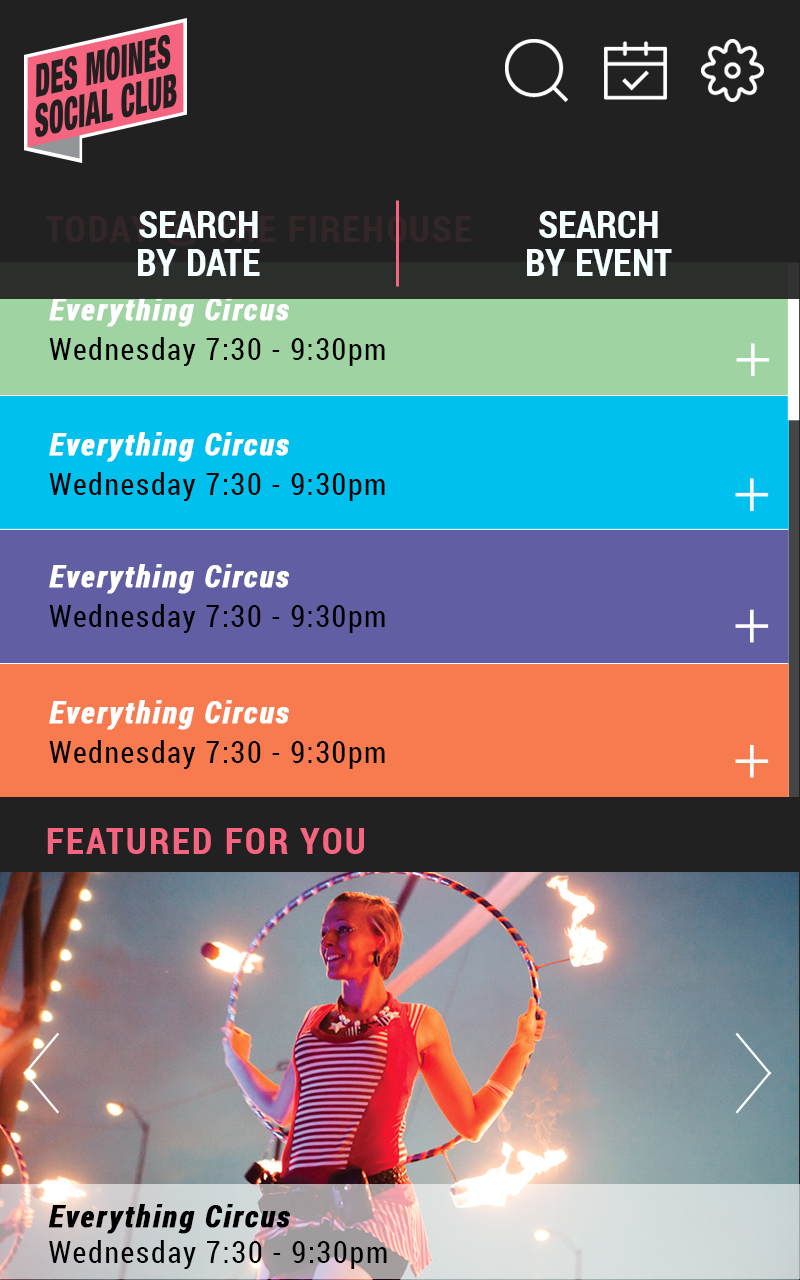 DES MOINES
SOCIAL CLUB
TODAY @ THE FIREHOUSE
SEARCH
BY DATE
SEARCH
BY EVENT
Everything Circus
Wednesday 7:30 - 9:30pm
Everything Circus
Wednesday 7:30 - 9:30pm
Everything Circus
Wednesday 7:30 - 9:30pm
Everything Circus
Wednesday 7:30 - 9:30pm
FEATURED FOR YOU
Everything Circus
Wednesday 7:30 - 9:30pm